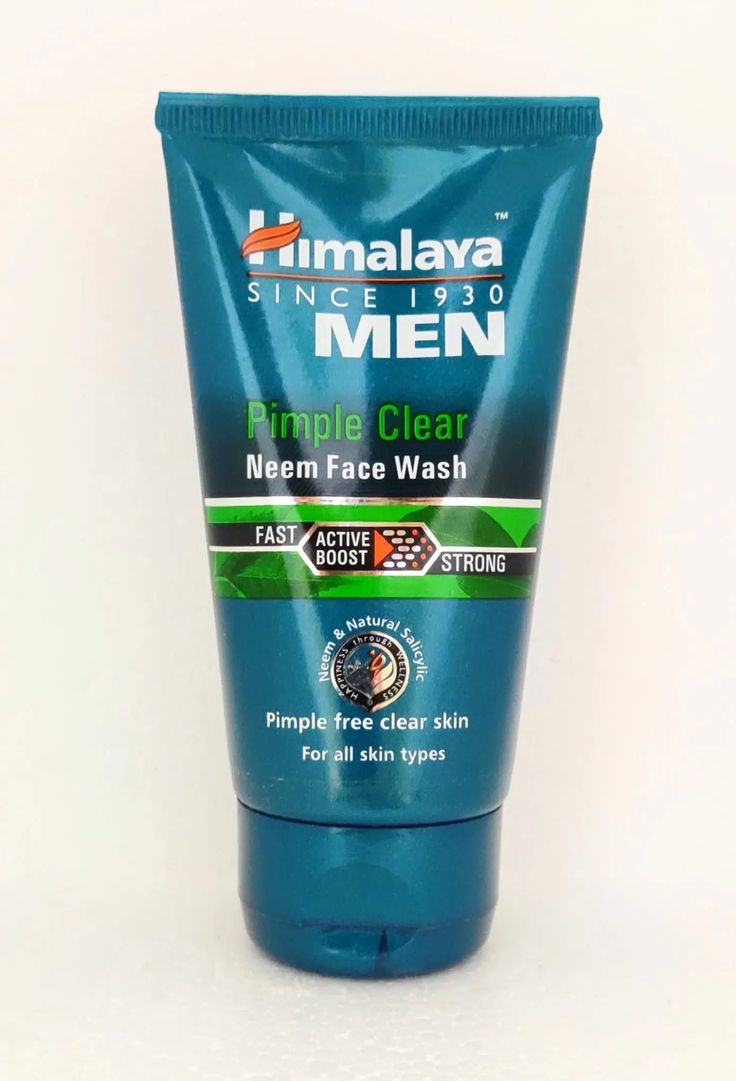 Himalaya™
SINCE 1930
MEN
Pimple Clear
Neem Face Wash
FAST
ACTIVE
BOOST
STRONG
Neem & Natural Salicylic
HAPPINESS through WELLNESS
Pimple free clear skin
For all skin types